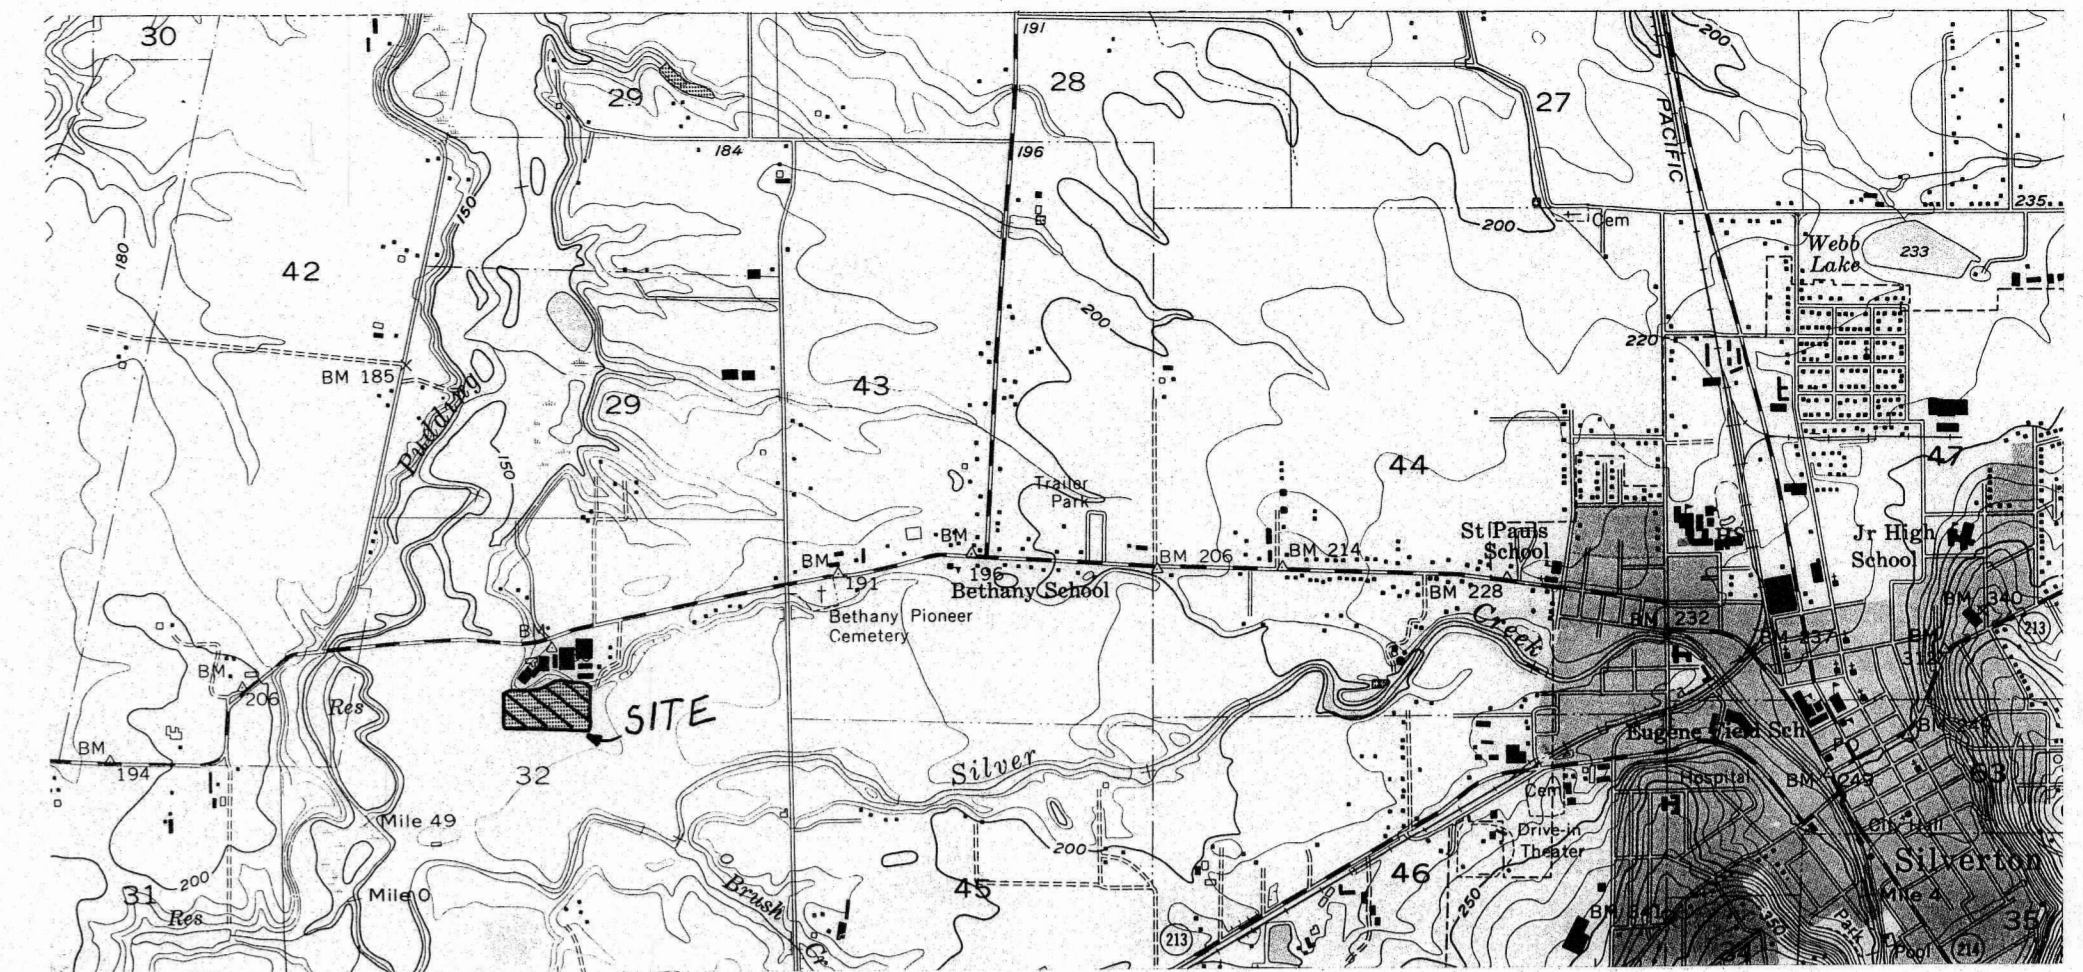 30
29
191
28
27
200
PACIFIC
184
196
150
235
200
Cem
180
42
Webb
Lake
233
200
220
BM 185
43
29
Pudding
150
44
47
Trailer
Park
St Pauls
School
HS
Jr High
School
BM
BM 206
BM 214
BM
191
196
Bethany School
BM 228
BM 340
Bethany Pioneer
Cemetery
Creek
BM 232
213
BM
BM 237
BM
BM
206
Res
SITE
Eugene Field Sch
PO
BM
194
32
Silver
Hospital
BM 249
63
Cem
Mile 49
City Hall
Drive-in
Theater
200
Silverton
200
31
Mile 0
45
46
Brush
Cr
Res
250
Mile 4
Park
250
35
213
Pool
214